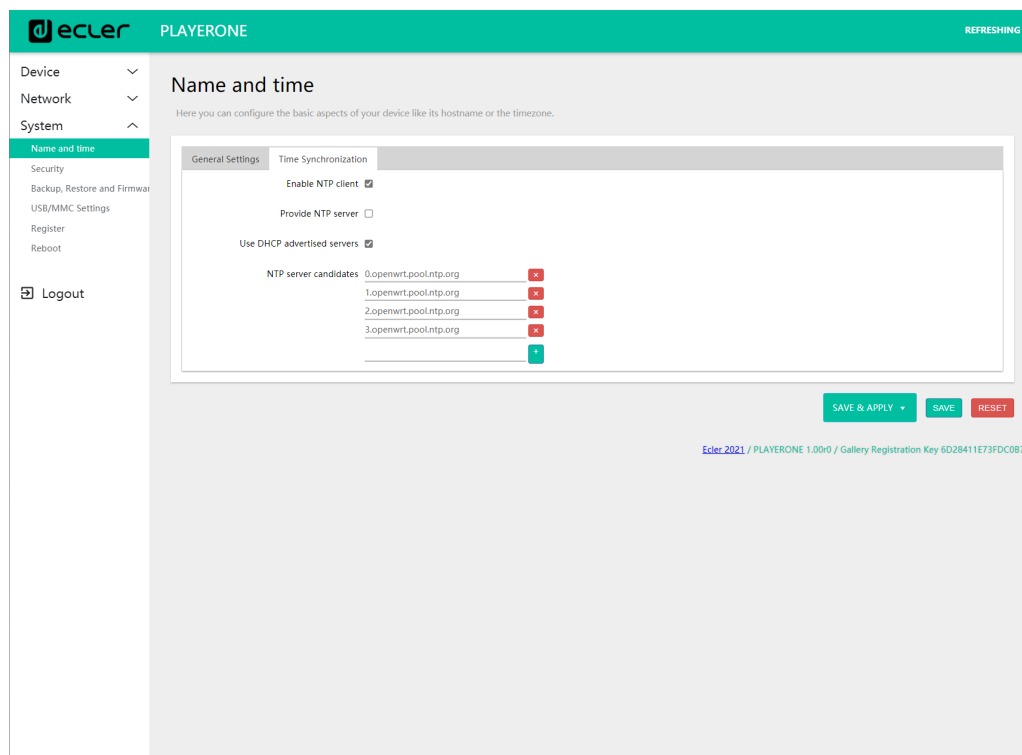 ecler
PLAYERONE
REFRESHING
Device
Network
System
Name and time
Security
Backup, Restore and Firmwar
USB/MMC Settings
Register
Reboot
Logout
Name and time
Here you can configure the basic aspects of your device like its hostname or the timezone.
General Settings
Time Synchronization
Enable NTP client
Provide NTP server
Use DHCP advertised servers
NTP server candidates
0.openwrt.pool.ntp.org
1.openwrt.pool.ntp.org
2.openwrt.pool.ntp.org
3.openwrt.pool.ntp.org
SAVE & APPLY
SAVE
RESET
Ecler 2021 / PLAYERONE 1.00r0 / Gallery Registration Key 6D28411E73FDC0B7